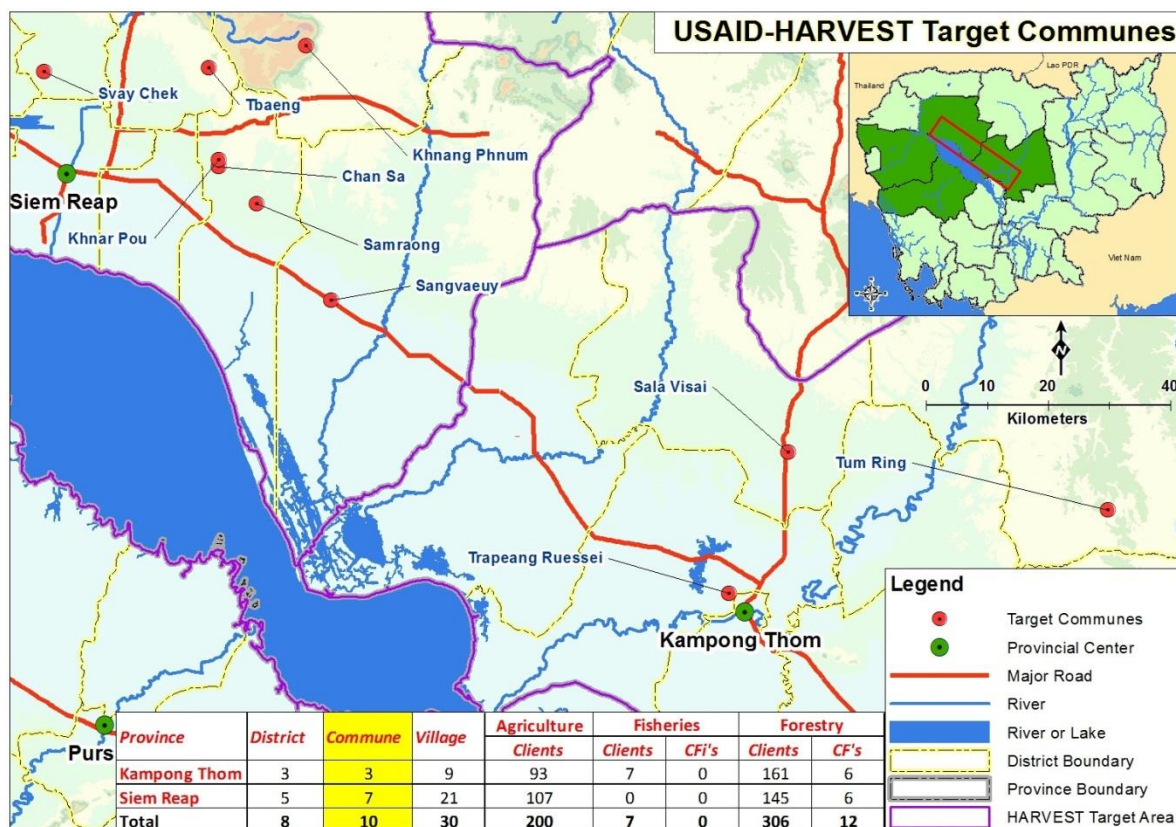 USAID-HARVEST Target Communes
Thailand
Lao PDR
Viet Nam
Svay Chek
Tbaeng
Khnang Phnum
Chan Sa
Siem Reap
Khnar Pou
Samraong
Sangvaeuy
N
0 10 20 40
Kilometers
Sala Visai
Tum Ring
Trapeang Ruessei
Kampong Thom
Purs
Legend
Target Communes
Provincial Center
Major Road
River
River or Lake
District Boundary
Province Boundary
HARVEST Target Area
Province District Commune Village Agriculture Fisheries Forestry
Clients Clients CFi's Clients CF's
Kampong Thom 3 3 9 93 7 0 161 6
Siem Reap 5 7 21 107 0 0 145 6
Total 8 10 30 200 7 0 306 12